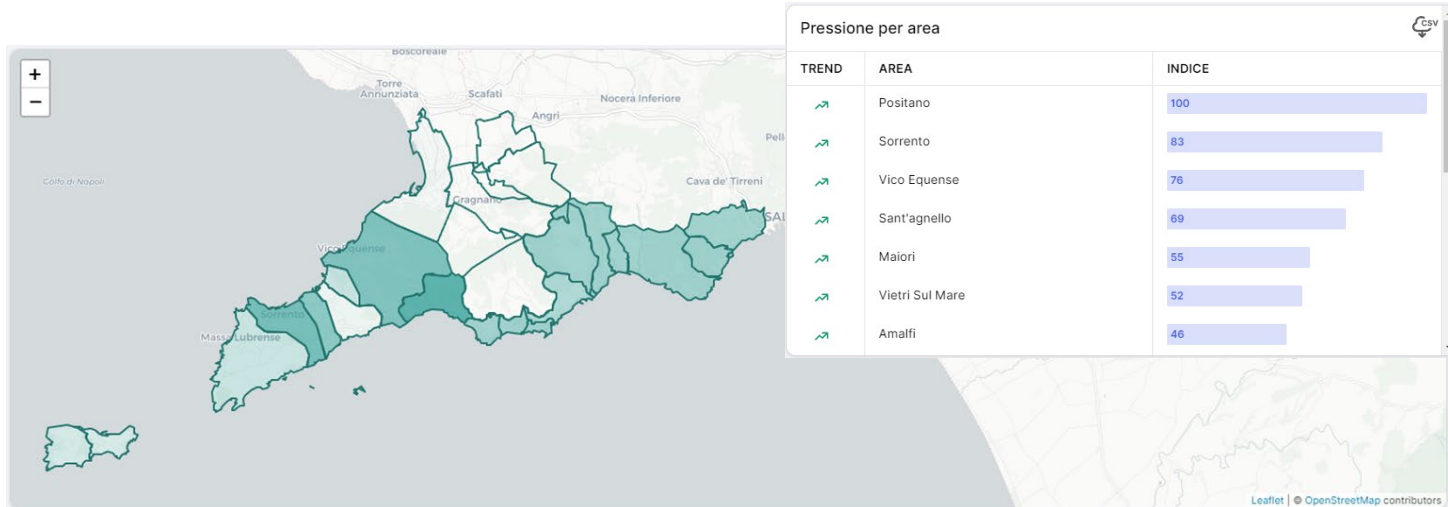 Pressione per area
CSV
TREND AREA INDICE
Positano 100
Sorrento 83
Vico Equense 76
Sant'agnello 69
Maiori 55
Vietri Sul Mare 52
Amalfi 46
+
−
Boscoreale
Torre
Annunziata
Scafati
Nocera Inferiore
Angri
Golfo di Napoli
Cava de' Tirreni
Gragnano
SAL
Vico Equense
Sorrento
Massa Lubrense
Leaflet | © OpenStreetMap contributors